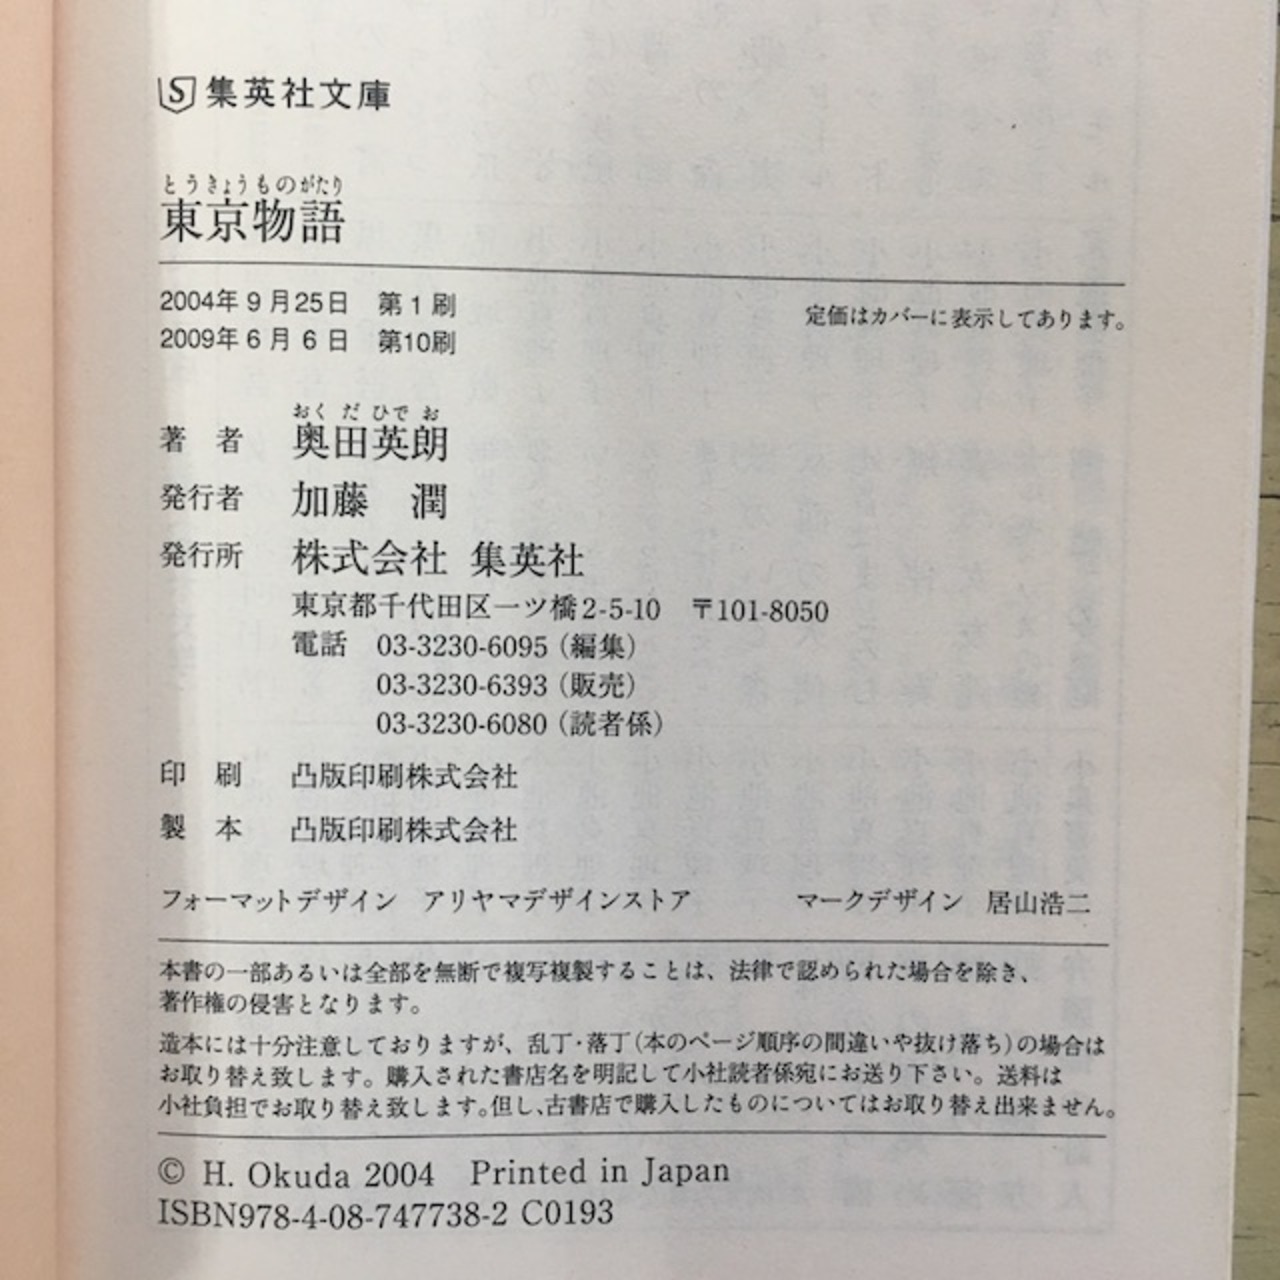 S 集英社文庫
とうきょうものがたり
東京物語
2004年9月25日 第1刷
2009年6月6日 第10刷
定価はカバーに表示してあります。
おくだひでお
著者 奥田英朗
発行者 加藤 潤
発行所 株式会社 集英社
東京都千代田区一ツ橋2-5-10 〒101-8050
電話 03-3230-6095（編集）
03-3230-6393（販売）
03-3230-6080（読者係）
印刷 凸版印刷株式会社
製本 凸版印刷株式会社
フォーマットデザイン アリヤマデザインストア マークデザイン 居山浩二
本書の一部あるいは全部を無断で複写複製することは、法律で認められた場合を除き、
著作権の侵害となります。
造本には十分注意しておりますが、乱丁・落丁（本のページ順序の間違いや抜け落ち）の場合は
お取り替え致します。購入された書店名を明記して小社読者係宛にお送り下さい。送料は
小社負担でお取り替え致します。但し、古書店で購入したものについてはお取り替え出来ません。
© H. Okuda 2004 Printed in Japan
ISBN978-4-08-747738-2 C0193